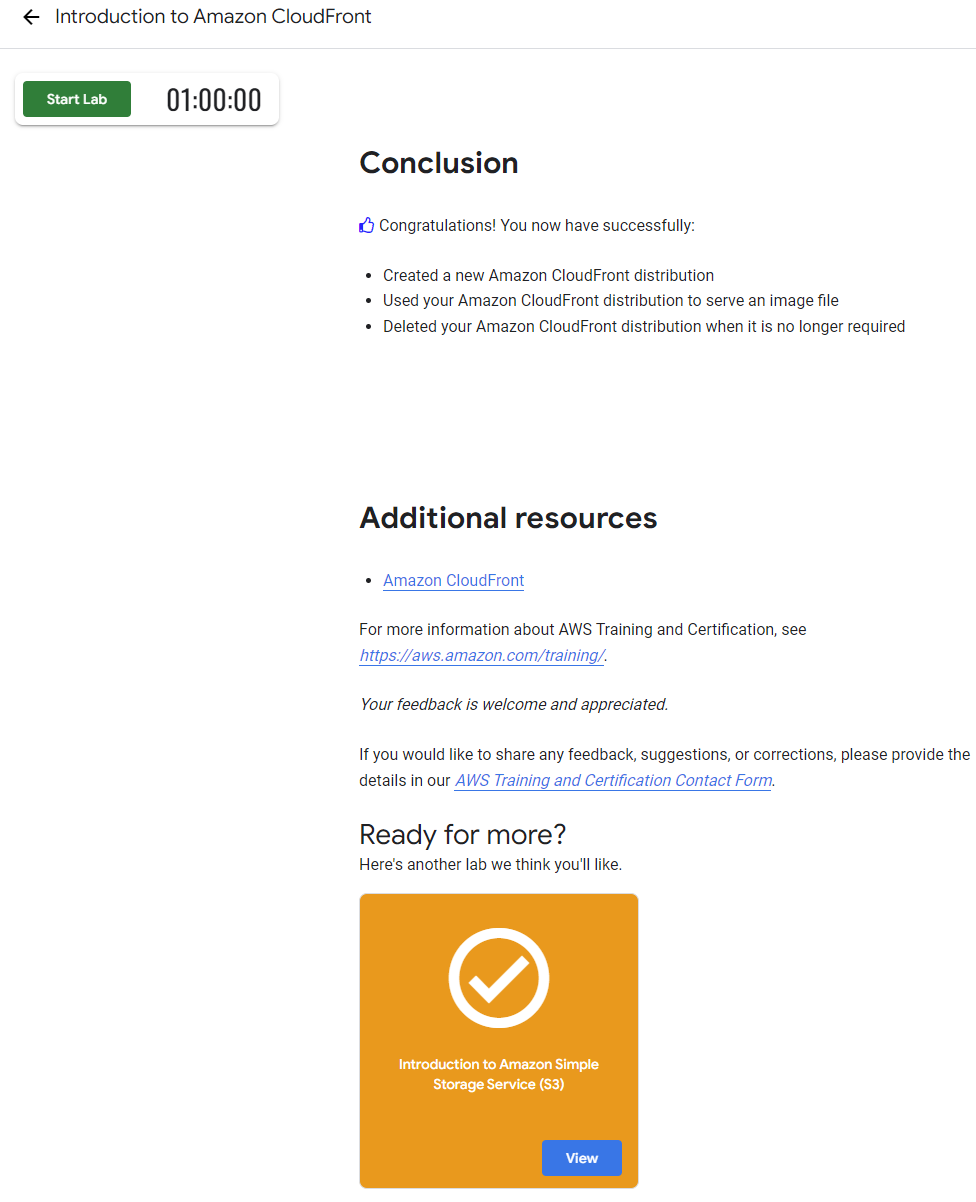 Introduction to Amazon CloudFront
Start Lab
01:00:00
Conclusion
Congratulations! You now have successfully:
Created a new Amazon CloudFront distribution
Used your Amazon CloudFront distribution to serve an image file
Deleted your Amazon CloudFront distribution when it is no longer required
Additional resources
Amazon CloudFront
For more information about AWS Training and Certification, see
https://aws.amazon.com/training/.
Your feedback is welcome and appreciated.
If you would like to share any feedback, suggestions, or corrections, please provide the
details in our AWS Training and Certification Contact Form.
Ready for more?
Here's another lab we think you'll like.
Introduction to Amazon Simple
Storage Service (S3)
View